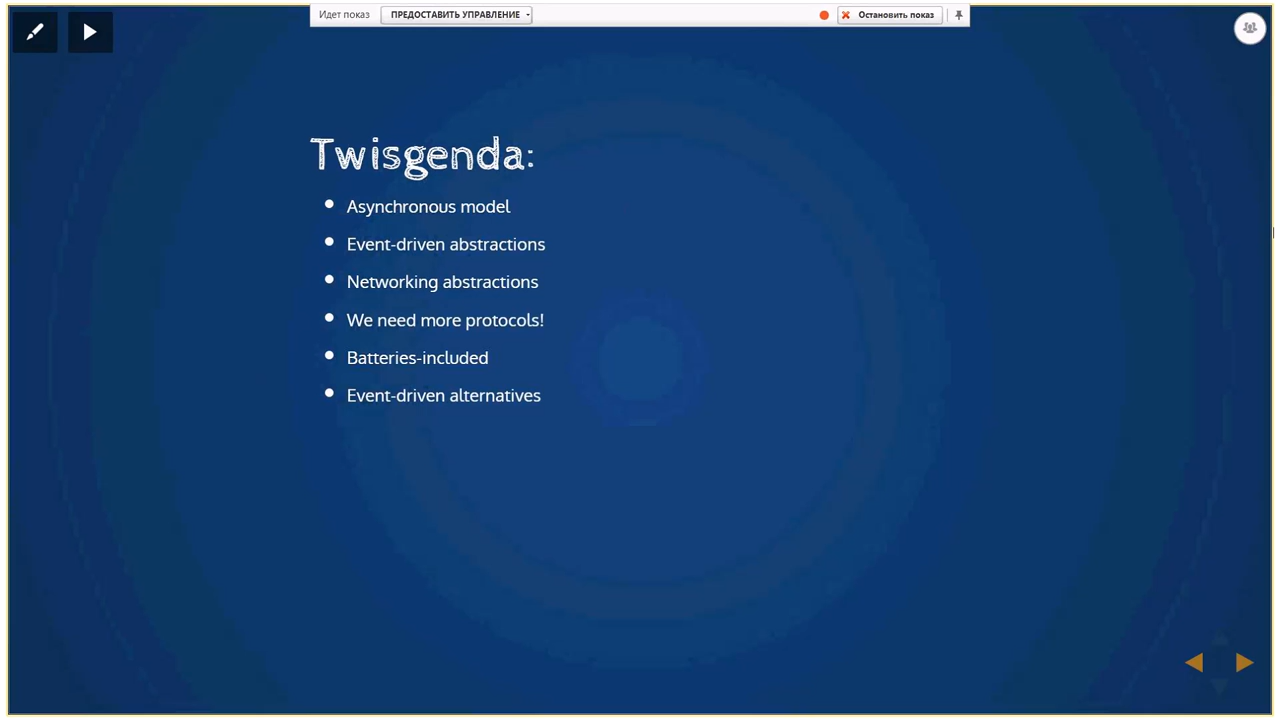 Идет показ
ПРЕДОСТАВИТЬ УПРАВЛЕНИЕ
Остановить показ
Twisgenda:
Asynchronous model
Event-driven abstractions
Networking abstractions
We need more protocols!
Batteries-included
Event-driven alternatives